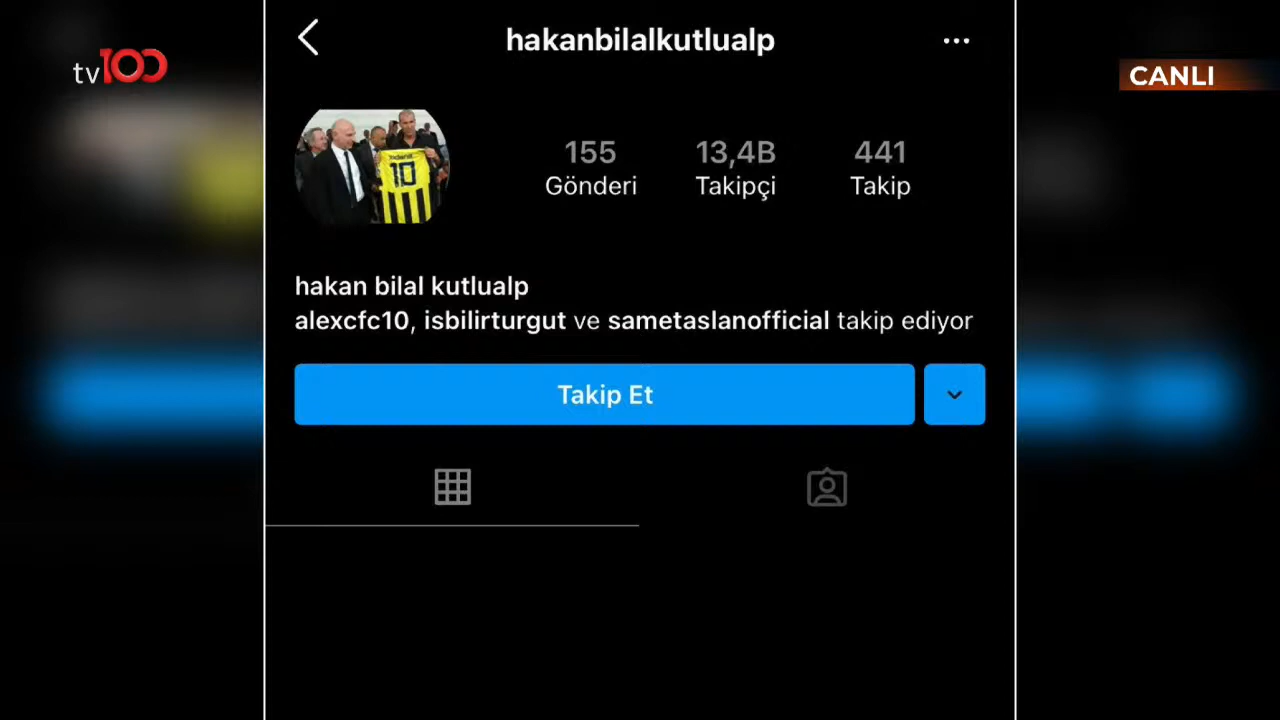 hakanbilalkutlualp
tv100
CANLI
10
155
Gönderi
13,4B
Takipçi
441
Takip
hakan bilal kutlualp
alexcfc10, isbilirturgut ve sametaslanofficial takip ediyor
Takip Et